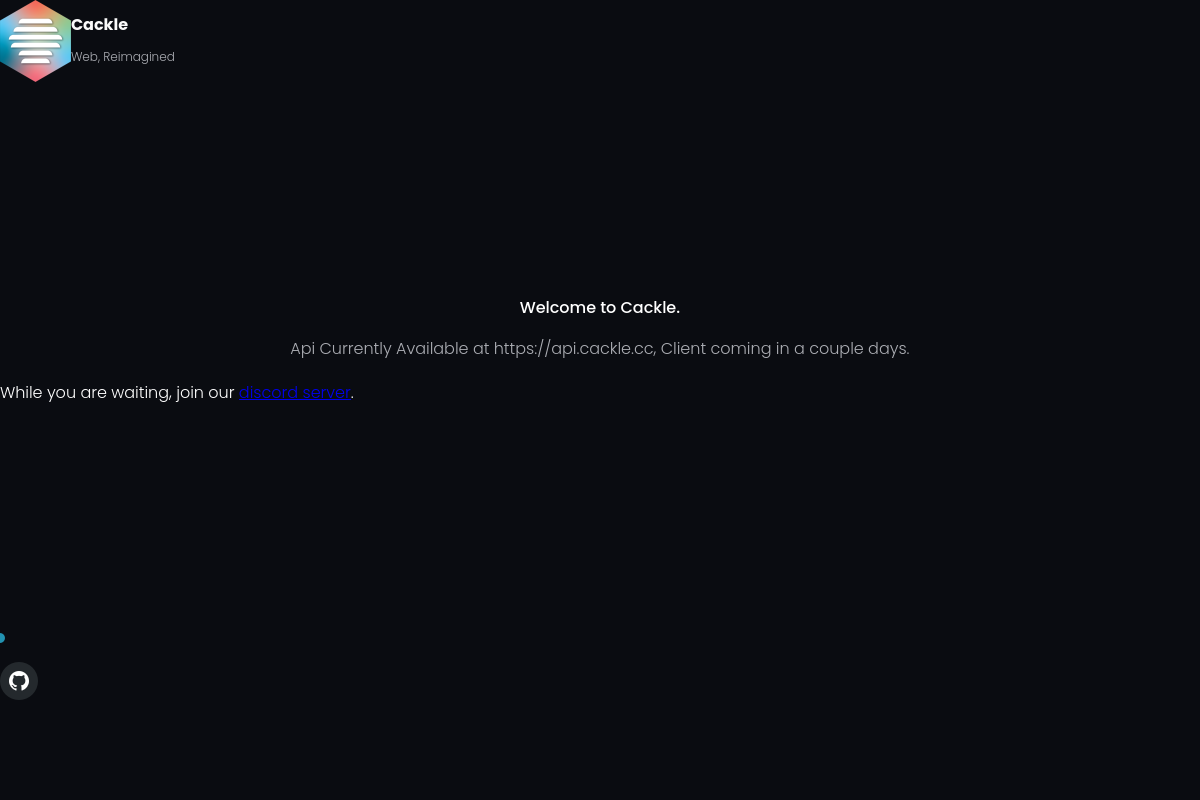 Cackle
Web, Reimagined
Welcome to Cackle.
Api Currently Available at https://api.cackle.cc, Client coming in a couple days.
While you are waiting, join our discord server.